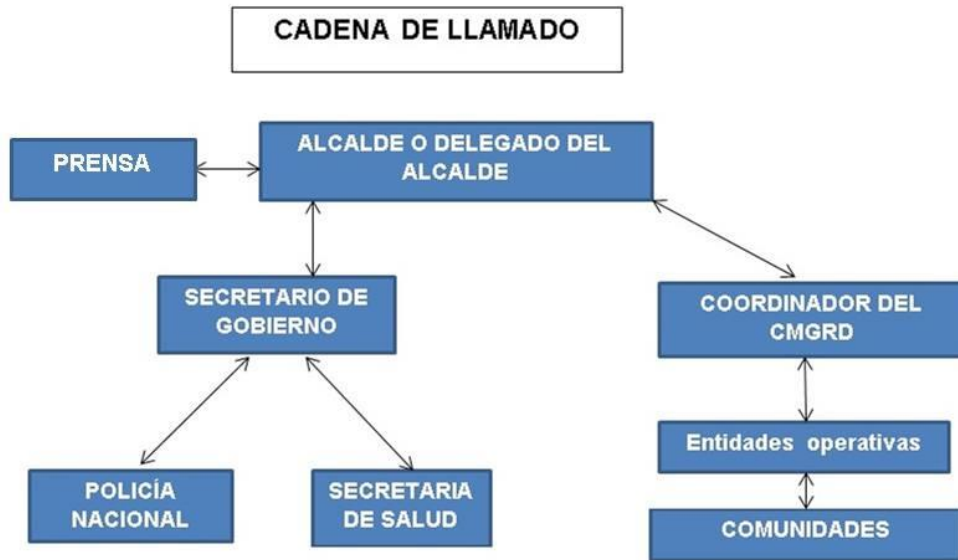 CADENA DE LLAMADO
ALCALDE O DELEGADO DEL
ALCALDE
PRENSA
SECRETARIO DE
GOBIERNO
COORDINADOR DEL
CMGRD
Entidades operativas
POLICÍA
NACIONAL
SECRETARIA
DE SALUD
COMUNIDADES